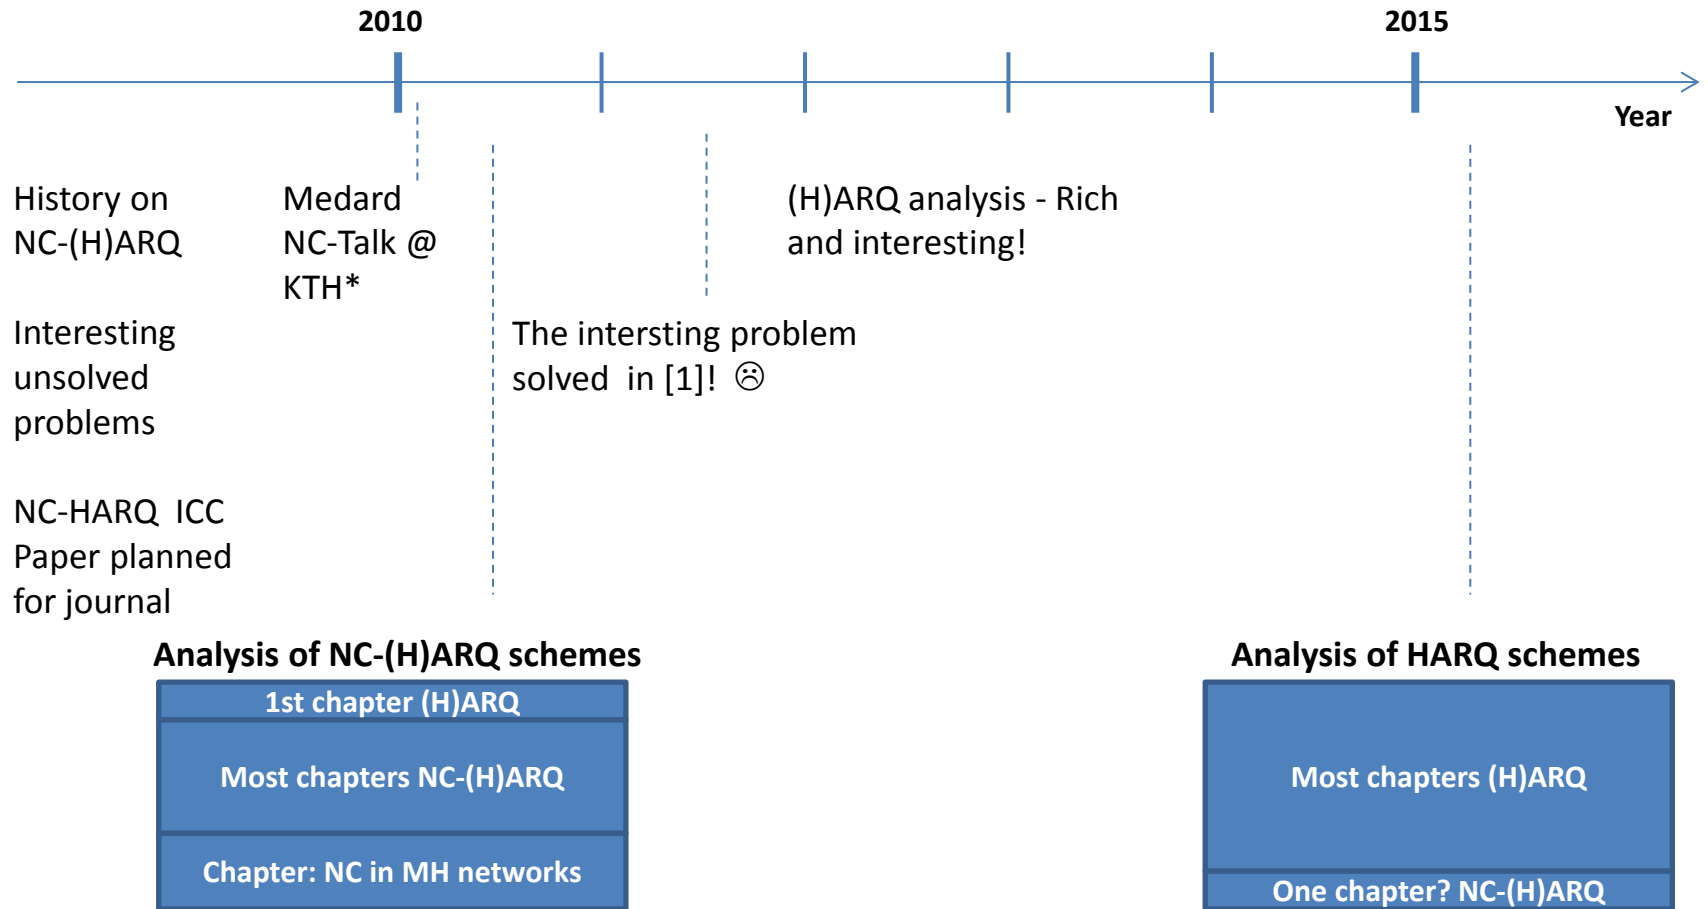 2010
2015
Year
History on
NC-(H)ARQ
Interesting
unsolved
problems
NC-HARQ ICC
Paper planned
for journal
Medard
NC-Talk @
KTH*
The intersting problem
solved in [1]! ☹
(H)ARQ analysis - Rich
and interesting!
Analysis of NC-(H)ARQ schemes
1st chapter (H)ARQ
Most chapters NC-(H)ARQ
Chapter: NC in MH networks
Analysis of HARQ schemes
Most chapters (H)ARQ
One chapter? NC-(H)ARQ